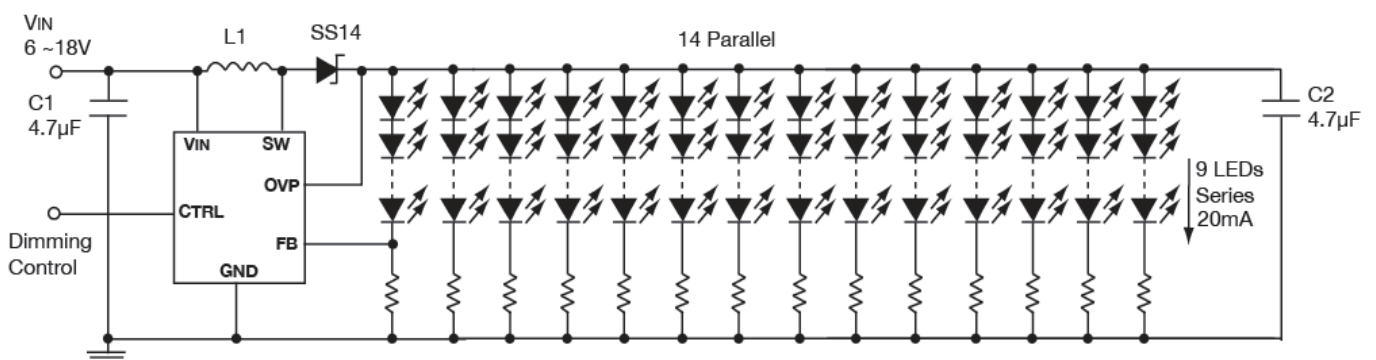 VIN
6 ~18V
L1
SS14
14 Parallel
C1
4.7µF
C2
4.7µF
VIN
SW
OVP
CTRL
FB
GND
Dimming
Control
9 LEDs
Series
20mA